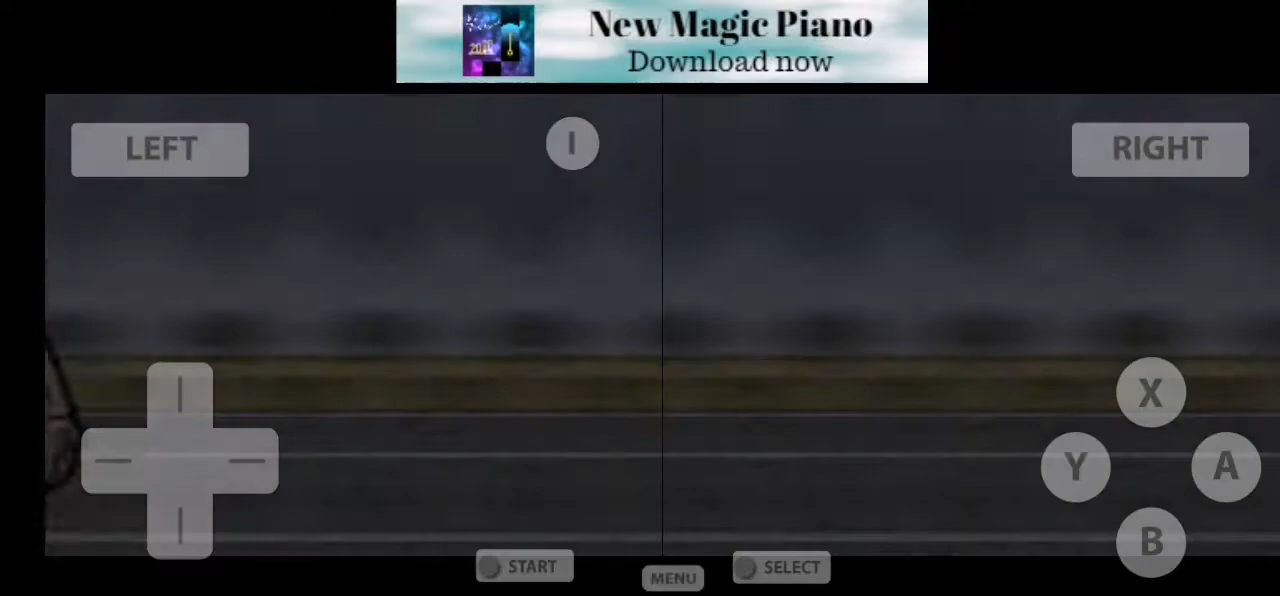 New Magic Piano
Download now
LEFT
I
RIGHT
X
Y
A
B
START
SELECT
MENU